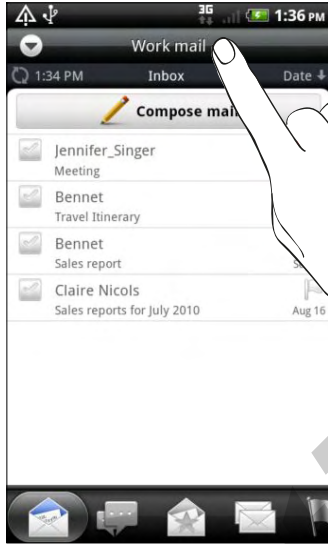 3G 1:36 PM
Work mail
1:34 PM Inbox Date
Compose mai
Jennifer_Singer
Meeting
Bennet
Travel Itinerary
Bennet
Sales report
Claire Nicols
Sales reports for July 2010 Aug 16